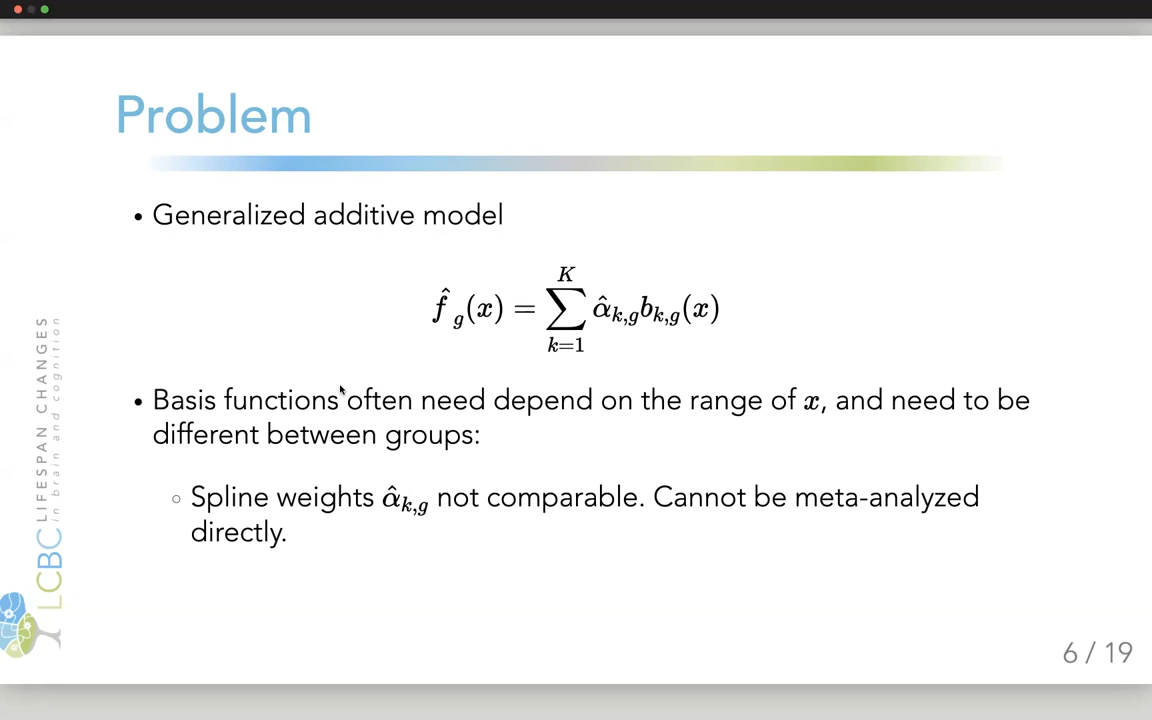 Problem
• Generalized additive model
f̂_g(x) = ∑_{k=1}^{K} α̂_{k,g} b_{k,g}(x)
• Basis functions often need depend on the range of x, and need to be
different between groups:
○ Spline weights α̂_{k,g} not comparable. Cannot be meta-analyzed
directly.
LCBC LIFESPAN CHANGES
in brain and cognition
6 / 19